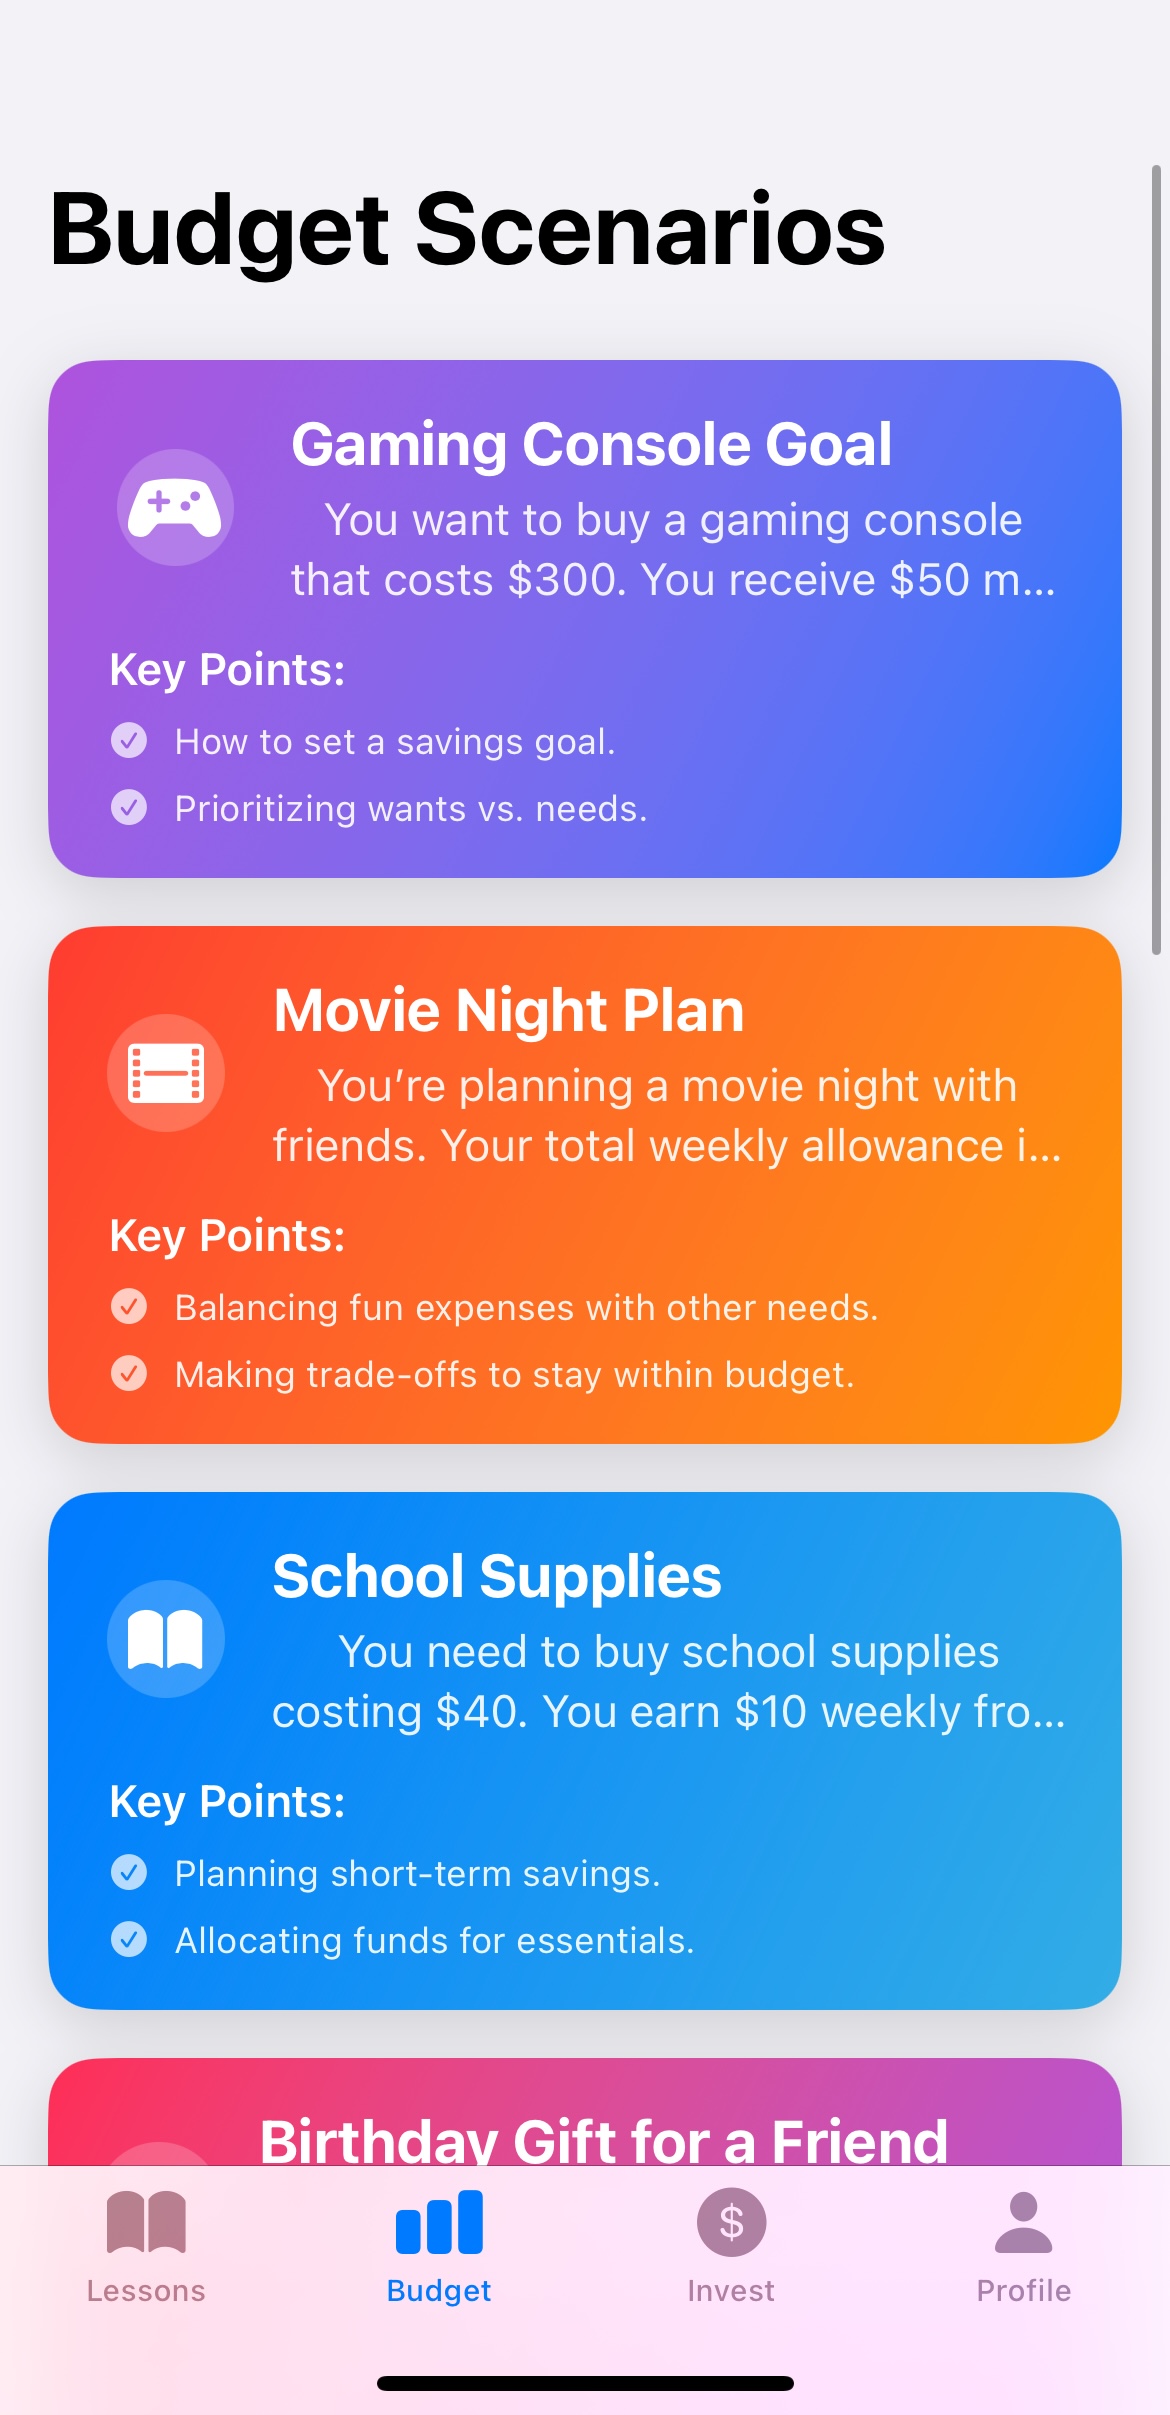 Budget Scenarios
Gaming Console Goal
You want to buy a gaming console
that costs $300. You receive $50 m...
Key Points:
How to set a savings goal.
Prioritizing wants vs. needs.
Movie Night Plan
You’re planning a movie night with
friends. Your total weekly allowance i...
Key Points:
Balancing fun expenses with other needs.
Making trade-offs to stay within budget.
School Supplies
You need to buy school supplies
costing $40. You earn $10 weekly fro...
Key Points:
Planning short-term savings.
Allocating funds for essentials.
Birthday Gift for a Friend
Lessons
Budget
Invest
Profile